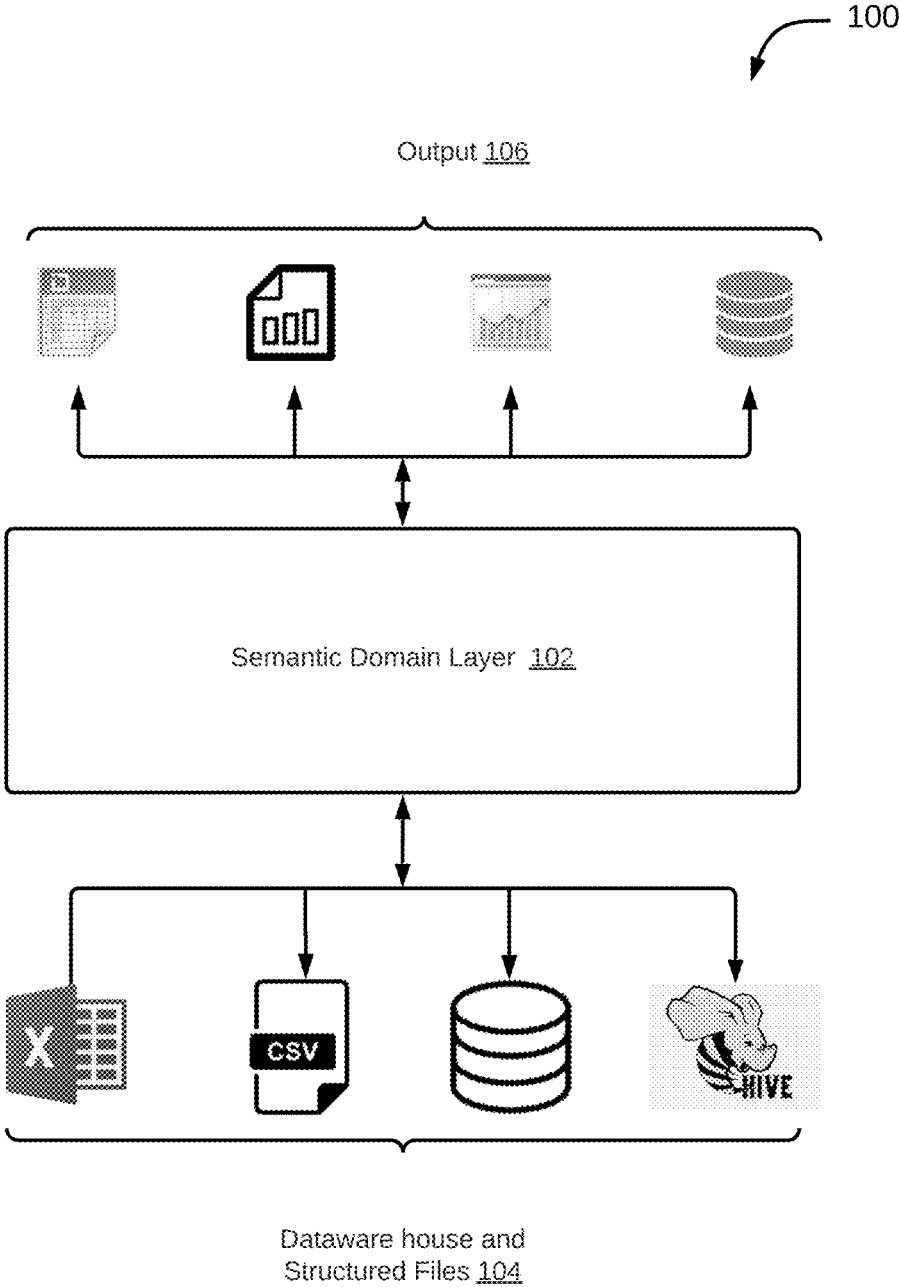 100
Output 106
Semantic Domain Layer 102
X
CSV
HIVE
Dataware house and
Structured Files 104